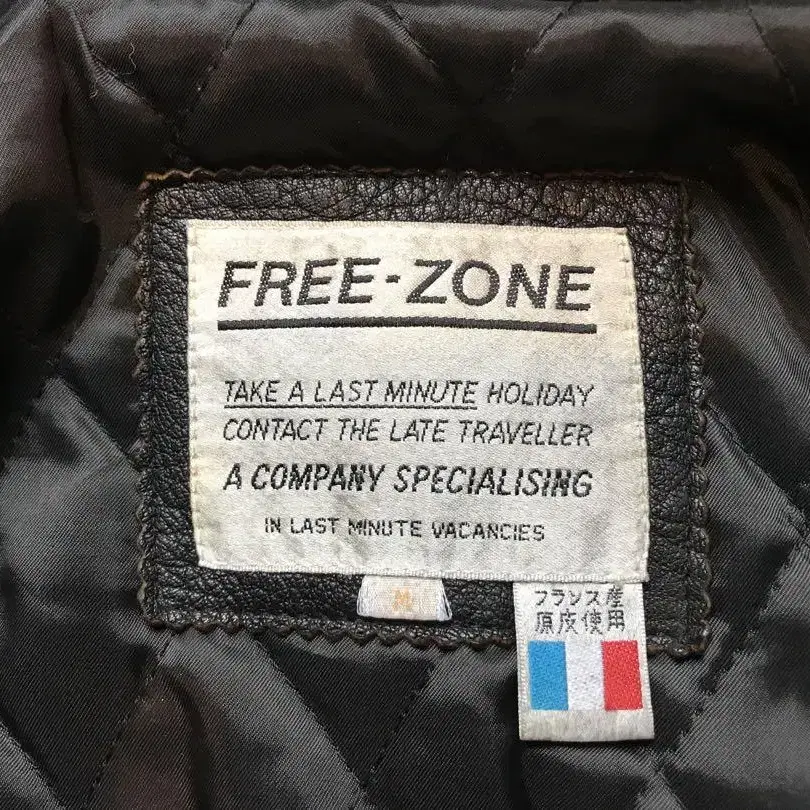 FREE-ZONE
TAKE A LAST MINUTE HOLIDAY
CONTACT THE LATE TRAVELLER
A COMPANY SPECIALISING
IN LAST MINUTE VACANCIES
M
フランス産
原皮使用